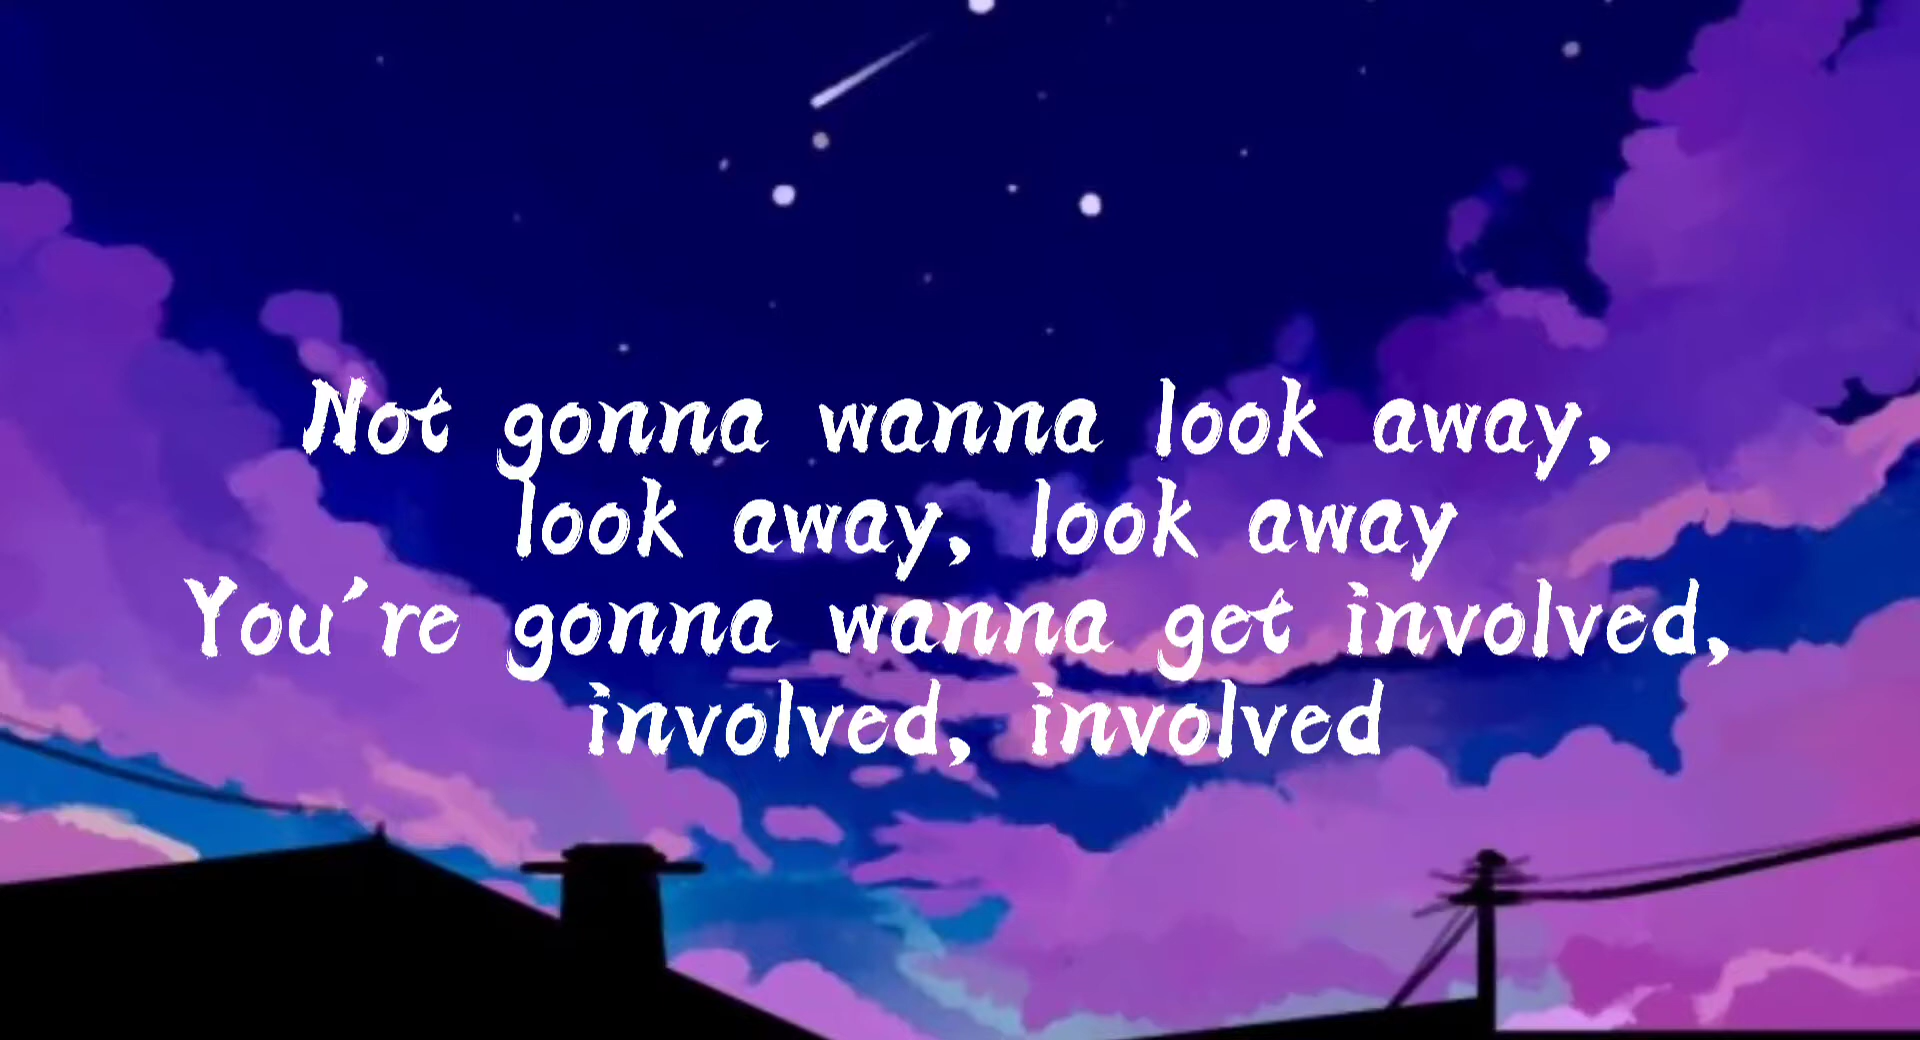 Not gonna wanna look away,
look away, look away
You're gonna wanna get involved,
involved, involved